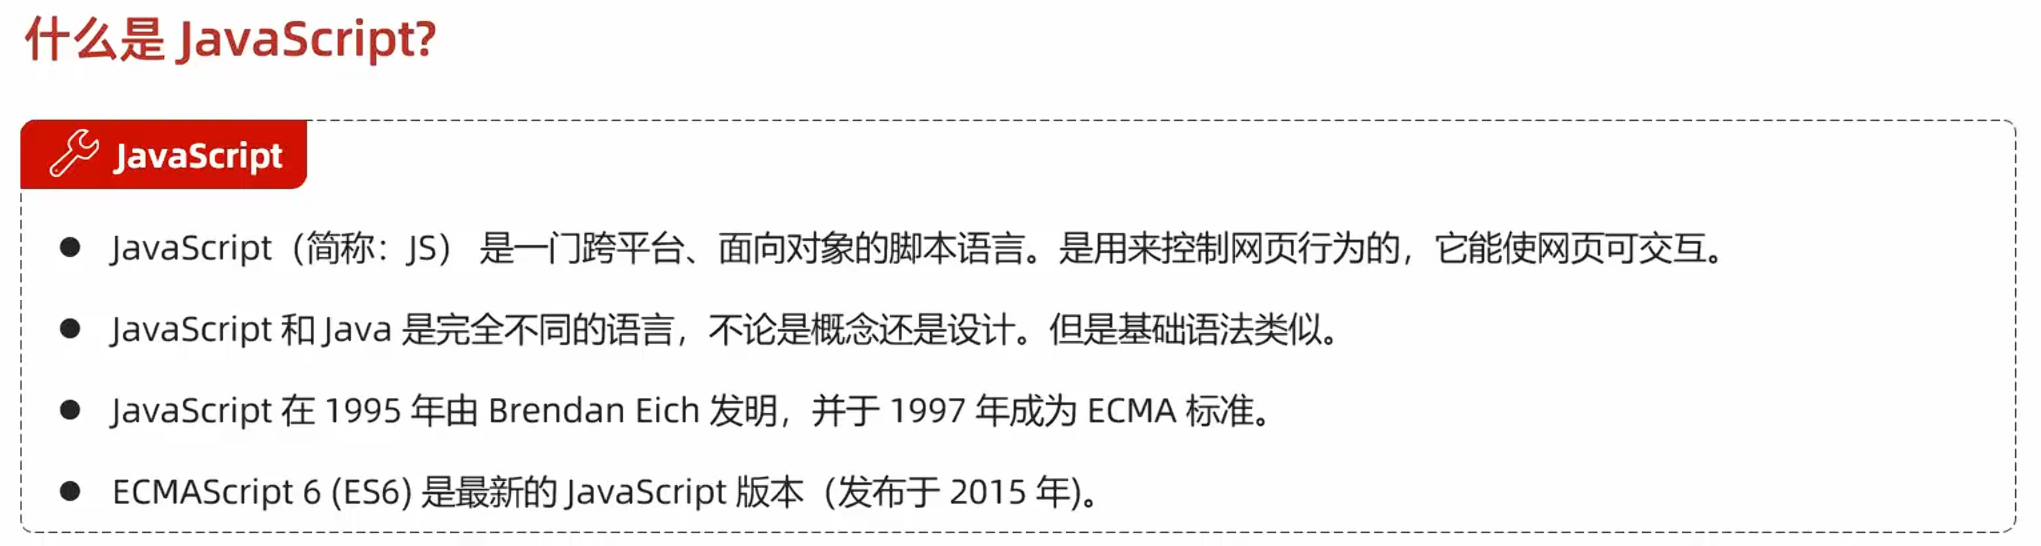 什么是 JavaScript?
JavaScript
● JavaScript（简称：JS） 是一门跨平台、面向对象的脚本语言。是用来控制网页行为的，它能使网页可交互。
● JavaScript 和 Java 是完全不同的语言，不论是概念还是设计。但是基础语法类似。
● JavaScript 在 1995 年由 Brendan Eich 发明，并于 1997 年成为 ECMA 标准。
● ECMAScript 6 (ES6) 是最新的 JavaScript 版本（发布于 2015 年)。